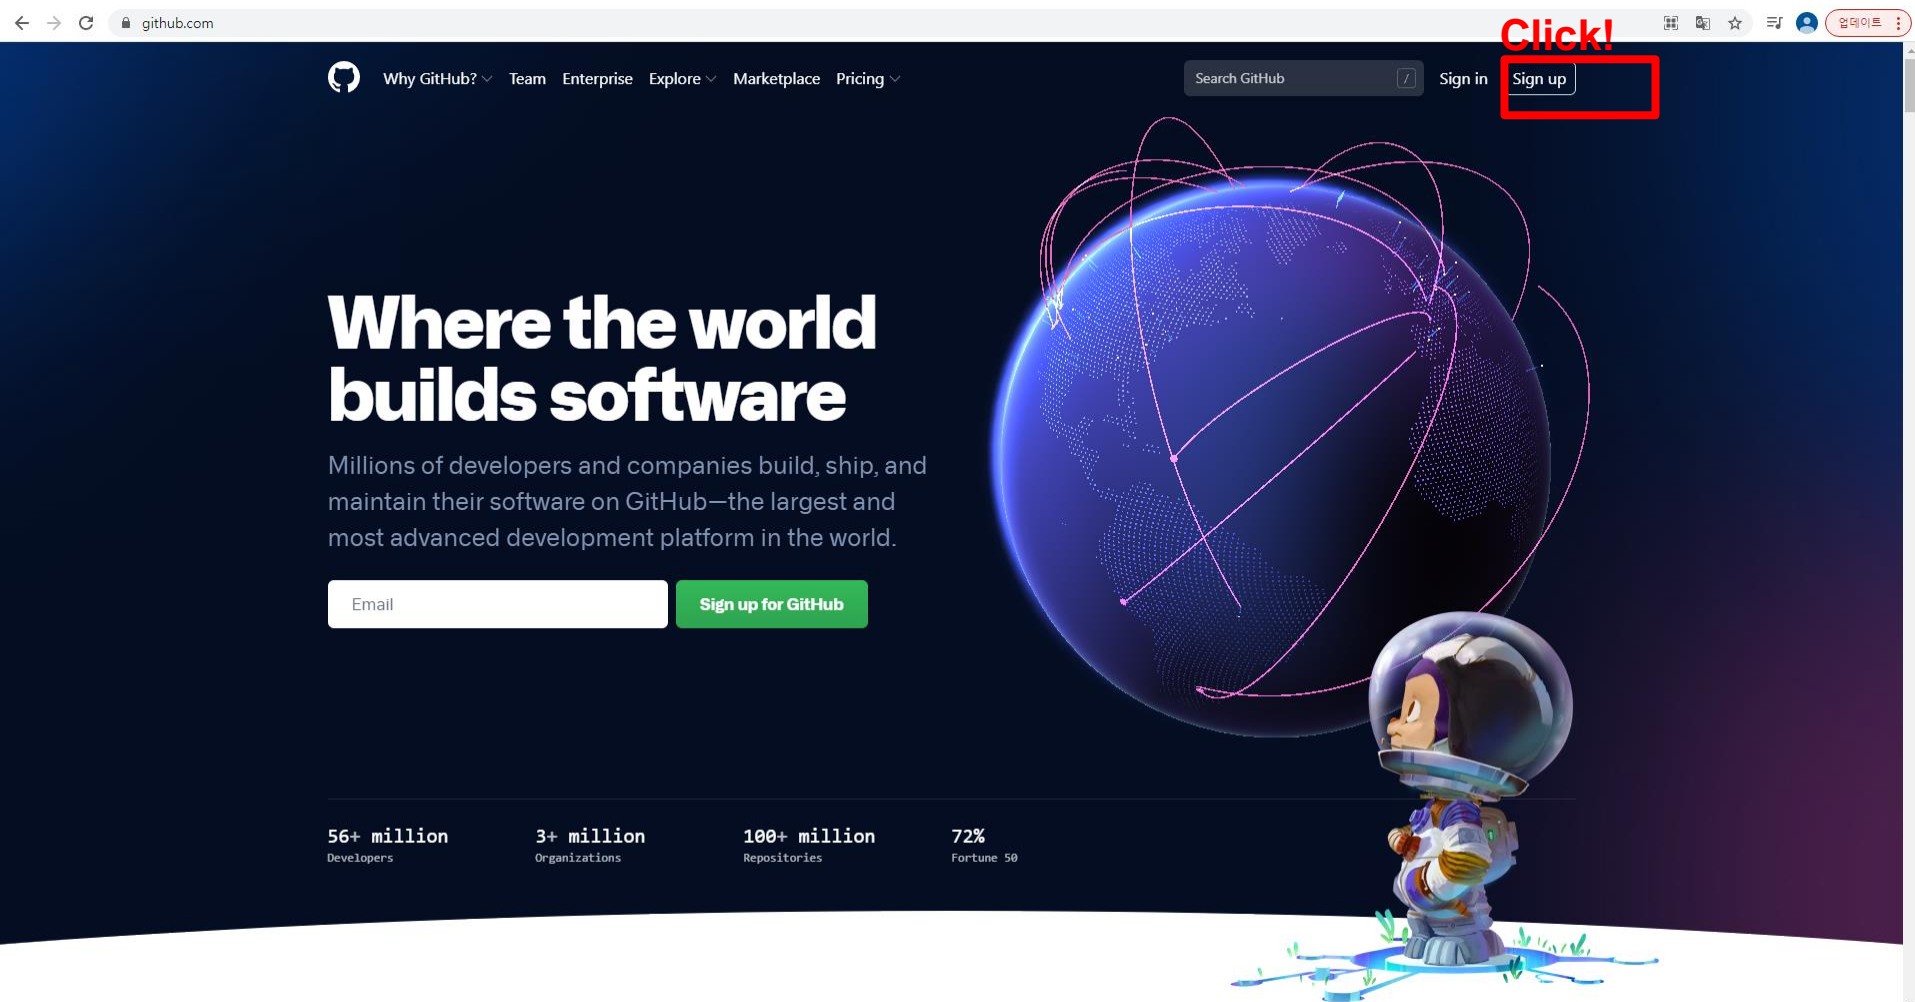 github.com
업데이트
Click!
Why GitHub? Team Enterprise Explore Marketplace Pricing
Search GitHub /
Sign in
Sign up
Where the world
builds software
Millions of developers and companies build, ship, and
maintain their software on GitHub—the largest and
most advanced development platform in the world.
Email
Sign up for GitHub
56+ million
Developers
3+ million
Organizations
100+ million
Repositories
72%
Fortune 50